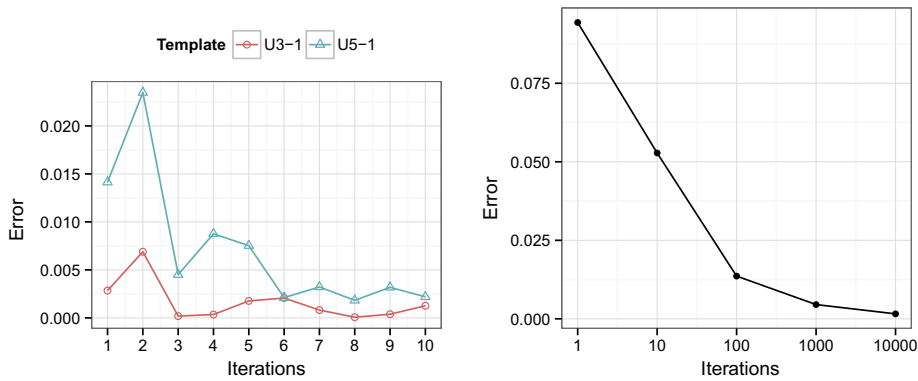 Template U3−1 U5−1
0.020
0.015
0.010
0.005
0.000
Error
1 2 3 4 5 6 7 8 9 10
Iterations
0.075
0.050
0.025
0.000
Error
1 10 100 1000 10000
Iterations